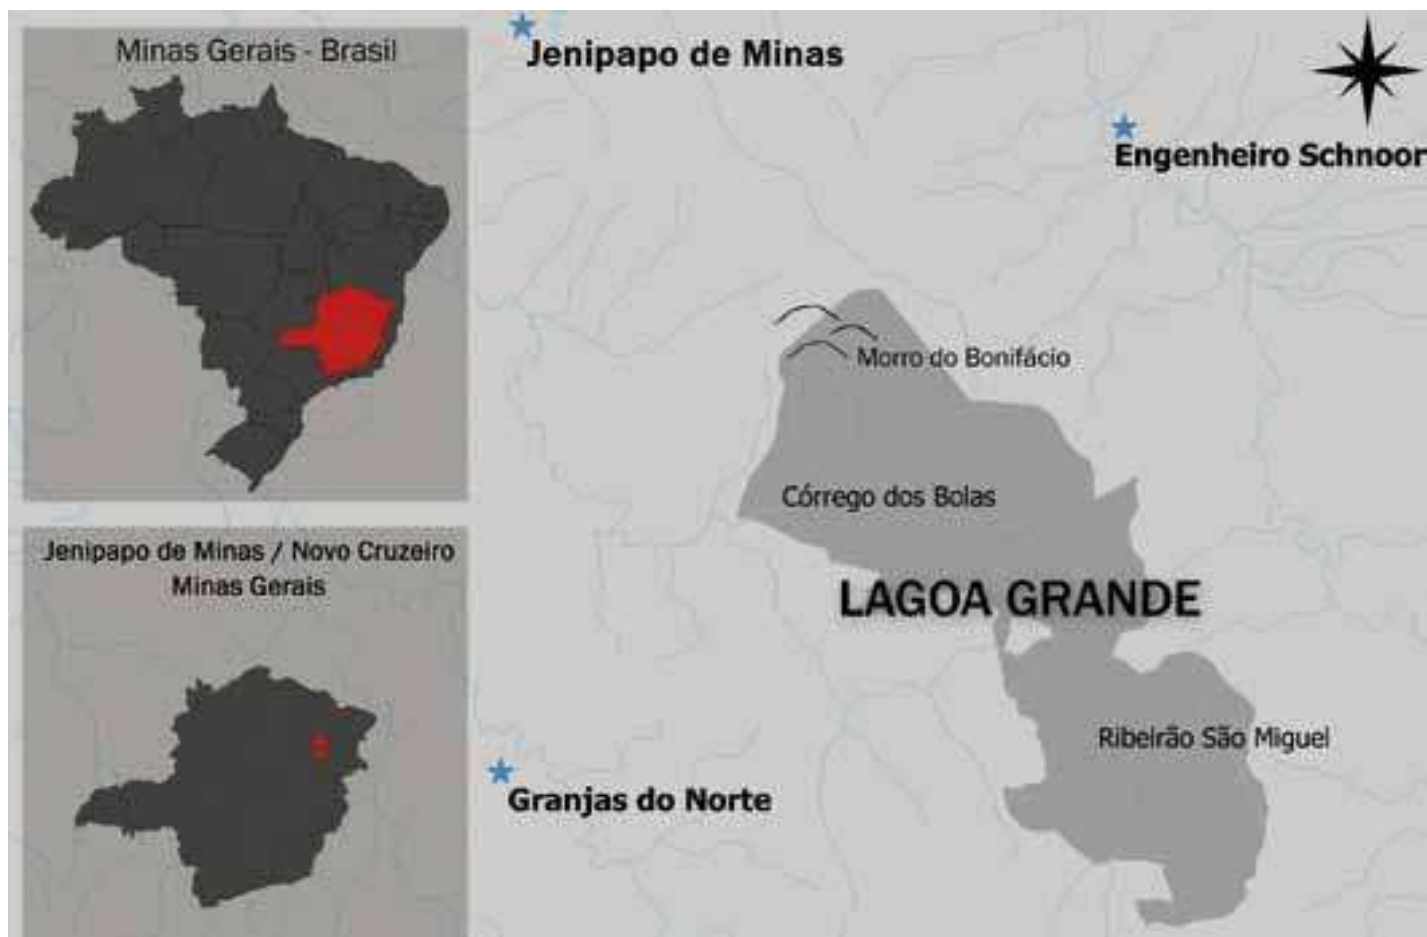 Minas Gerais - Brasil
Jenipapo de Minas / Novo Cruzeiro
Minas Gerais
Jenipapo de Minas
Engenheiro Schnoor
Morro do Bonifácio
Córrego dos Bolas
LAGOA GRANDE
Ribeirão São Miguel
Granjas do Norte